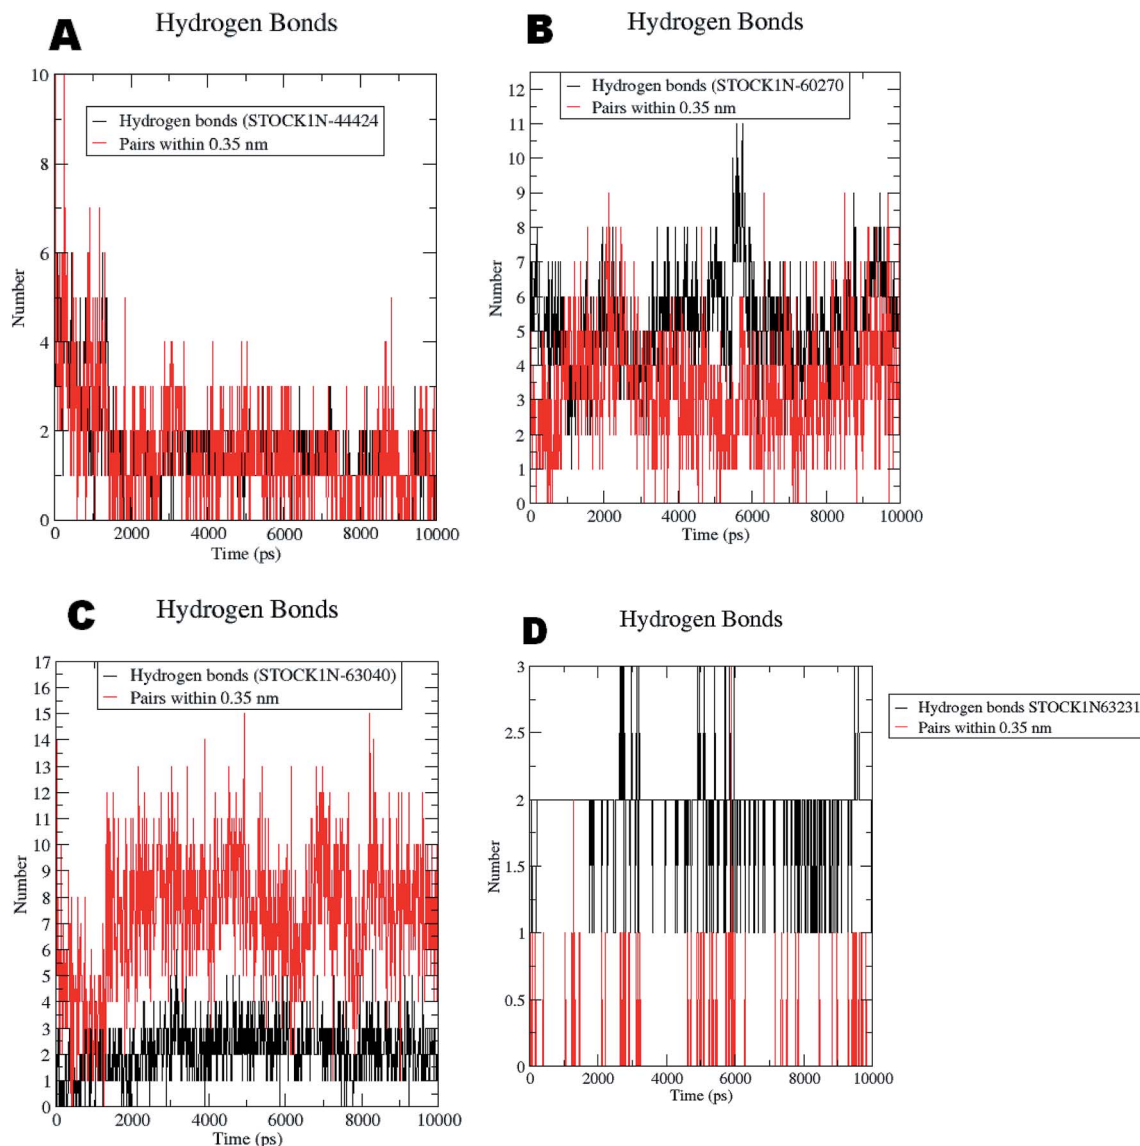 A
Hydrogen Bonds
Hydrogen bonds (STOCK1N-44424
Pairs within 0.35 nm
10
8
6
4
2
0
Number
0 2000 4000 6000 8000 10000
Time (ps)
B
Hydrogen Bonds
Hydrogen bonds (STOCK1N-60270
Pairs within 0.35 nm
12
11
10
9
8
7
6
5
4
3
2
1
0
Number
0 2000 4000 6000 8000 10000
Time (ps)
C
Hydrogen Bonds
Hydrogen bonds (STOCK1N-63040)
Pairs within 0.35 nm
17
16
15
14
13
12
11
10
9
8
7
6
5
4
3
2
1
0
Number
0 2000 4000 6000 8000 10000
Time (ps)
D
Hydrogen Bonds
Hydrogen bonds STOCK1N63231
Pairs within 0.35 nm
3
2.5
2
1.5
1
0.5
0
Number
0 2000 4000 6000 8000 10000
Time (ps)